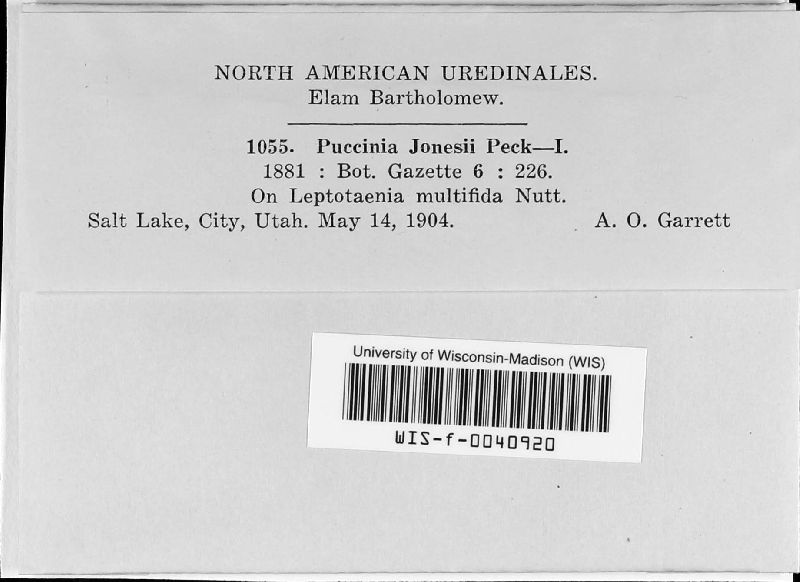 NORTH AMERICAN UREDINALES.
Elam Bartholomew.
1055. Puccinia Jonesii Peck—I.
1881 : Bot. Gazette 6 : 226.
On Leptotaenia multifida Nutt.
Salt Lake, City, Utah. May 14, 1904. A. O. Garrett
University of Wisconsin-Madison (WIS)
WIS-f-0040920